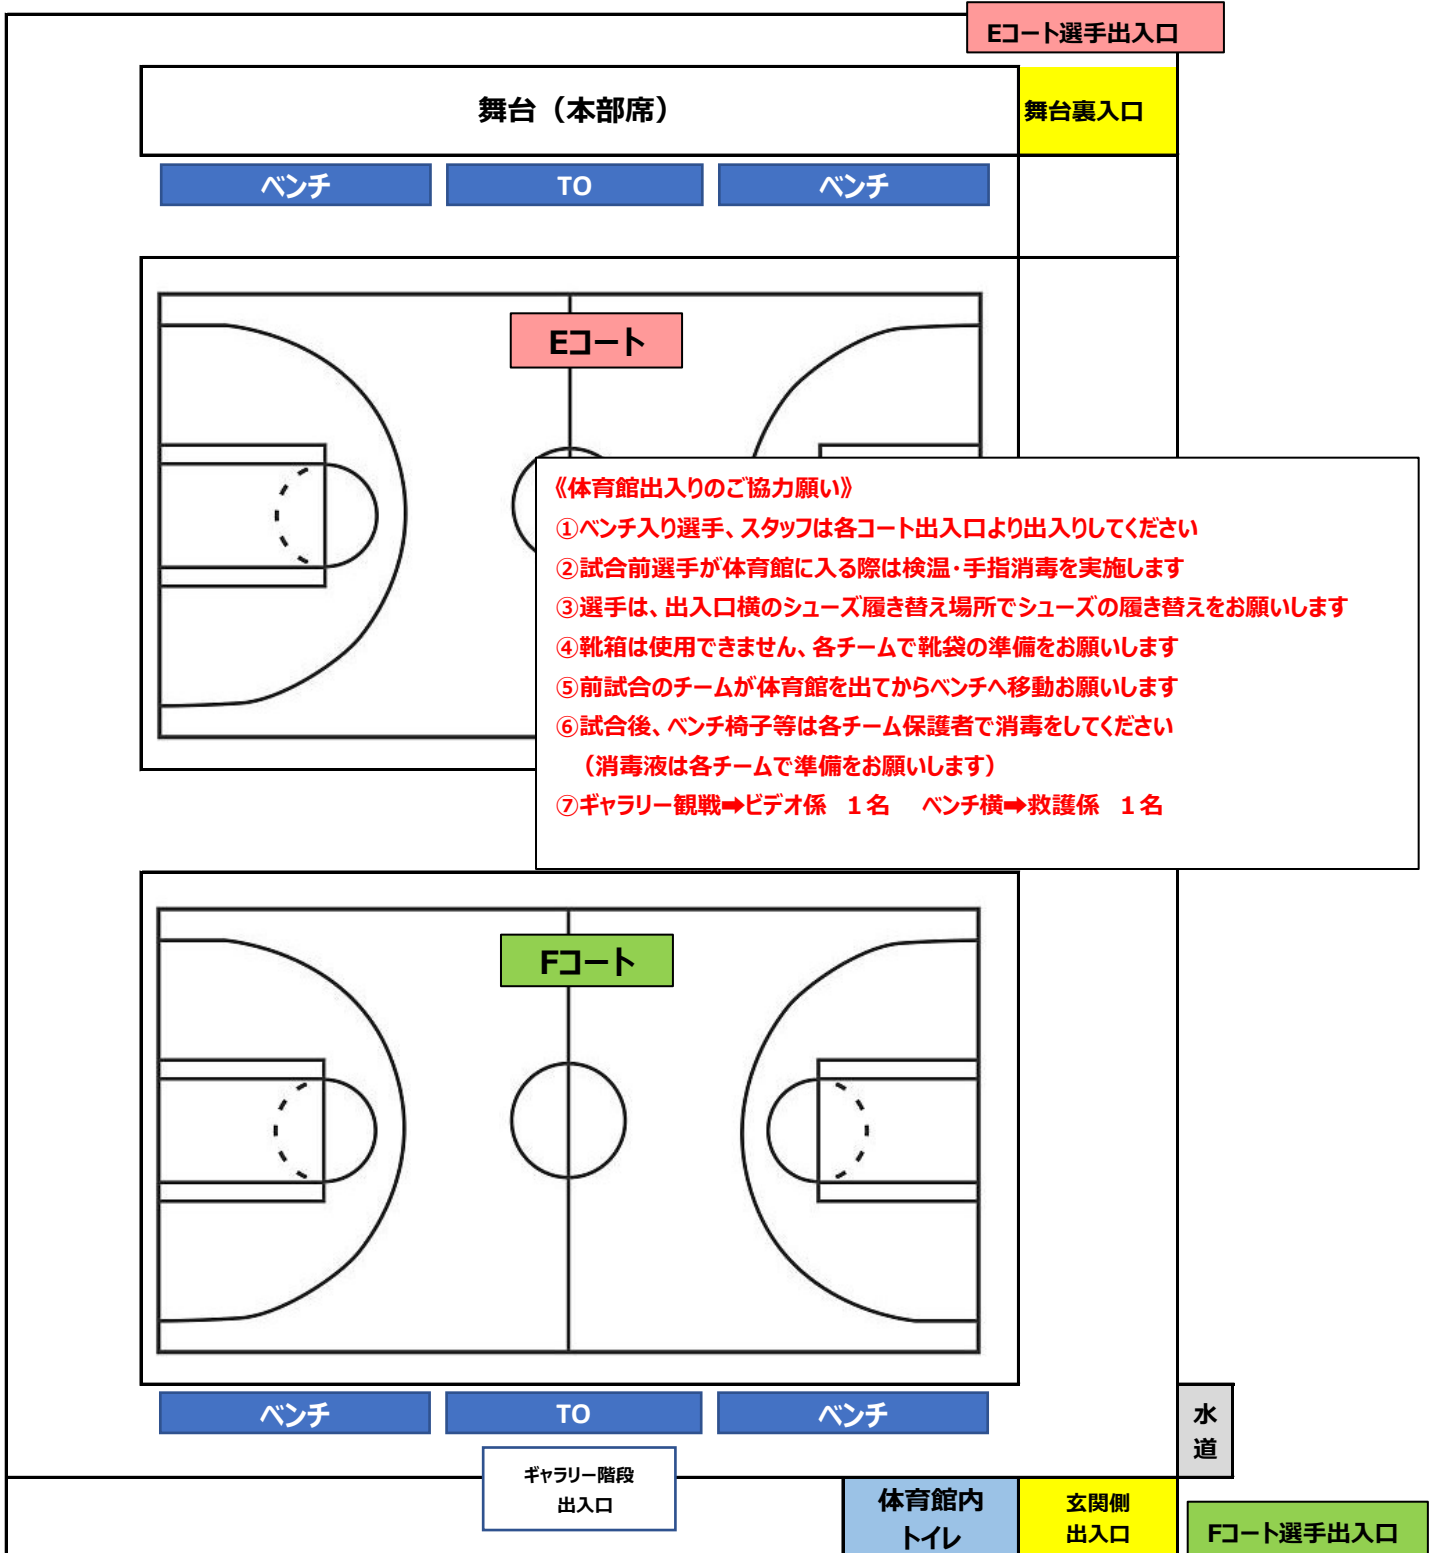 Eコート選手出入口
舞台（本部席）
舞台裏入口
ベンチ
TO
ベンチ
Eコート
《体育館出入りのご協力願い》
①ベンチ入り選手、スタッフは各コート出入口より出入りしてください
②試合前選手が体育館に入る際は検温・手指消毒を実施します
③選手は、出入口横のシューズ履き替え場所でシューズの履き替えをお願いします
④靴箱は使用できません、各チームで靴袋の準備をお願いします
⑤前試合のチームが体育館を出てからベンチへ移動お願いします
⑥試合後、ベンチ椅子等は各チーム保護者で消毒をしてください
（消毒液は各チームで準備をお願いします）
⑦ギャラリー観戦➡ビデオ係　１名　ベンチ横➡救護係　１名
Fコート
ベンチ
TO
ベンチ
水
道
ギャラリー階段
出入口
体育館内
トイレ
玄関側
出入口
Fコート選手出入口